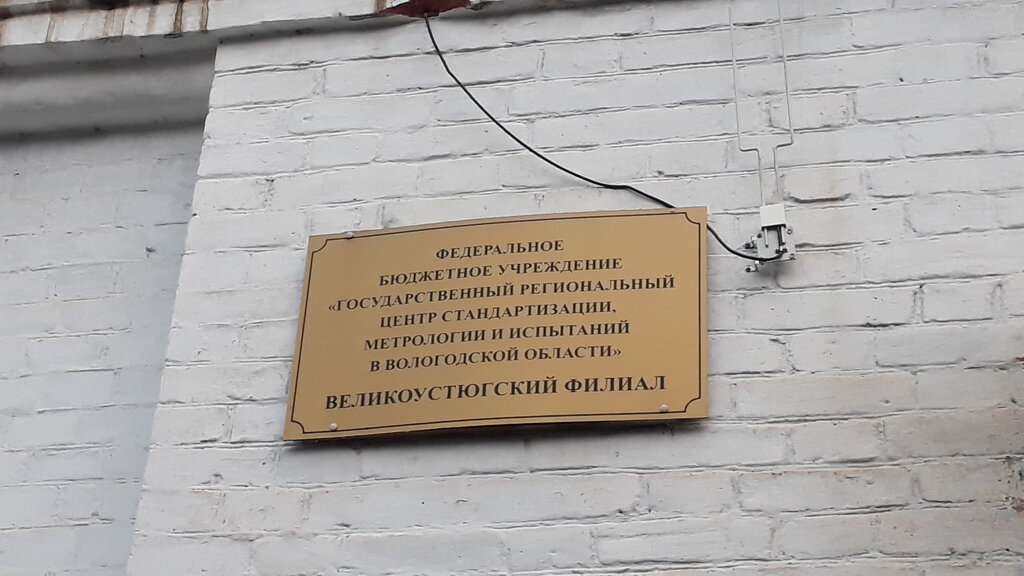 ФЕДЕРАЛЬНОЕ
БЮДЖЕТНОЕ УЧРЕЖДЕНИЕ
«ГОСУДАРСТВЕННЫЙ РЕГИОНАЛЬНЫЙ
ЦЕНТР СТАНДАРТИЗАЦИИ,
МЕТРОЛОГИИ И ИСПЫТАНИЙ
В ВОЛОГОДСКОЙ ОБЛАСТИ»
ВЕЛИКОУСТЮГСКИЙ ФИЛИАЛ